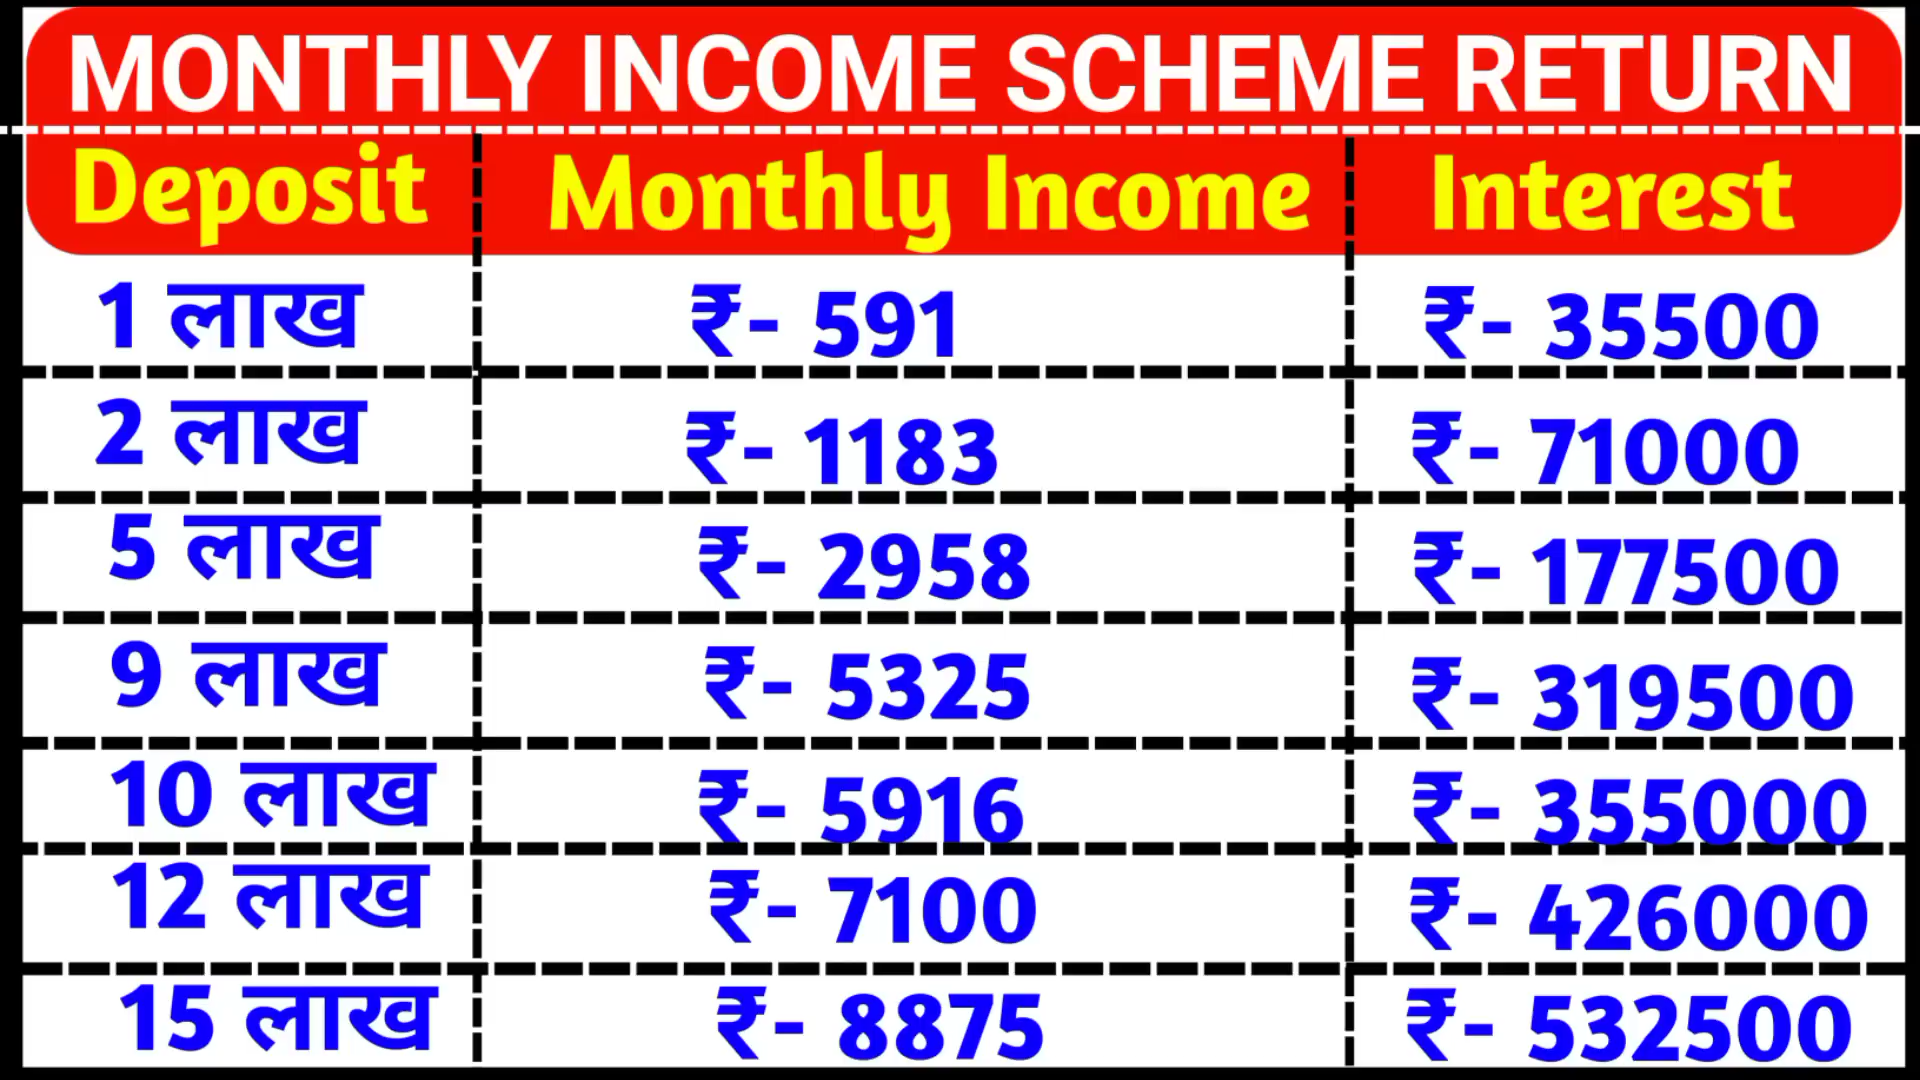 MONTHLY INCOME SCHEME RETURN
Deposit Monthly Income Interest
1 लाख ₹- 591 ₹- 35500
2 लाख ₹- 1183 ₹- 71000
5 लाख ₹- 2958 ₹- 177500
9 लाख ₹- 5325 ₹- 319500
10 लाख ₹- 5916 ₹- 355000
12 लाख ₹- 7100 ₹- 426000
15 लाख ₹- 8875 ₹- 532500